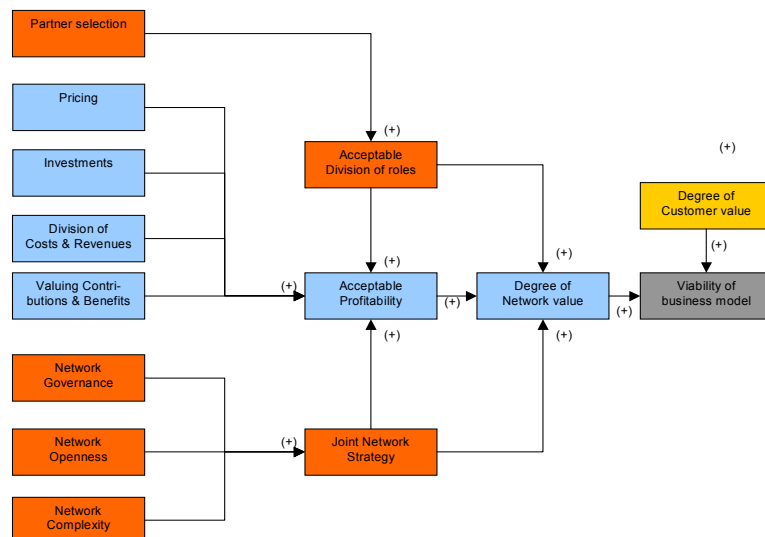 Partner selection
Pricing
(+)
(+)
Investments
Acceptable
Division of roles
Degree of
Customer value
Division of
Costs & Revenues
(+)
(+)
(+)
Valuing Contri-
butions & Benefits
(+)
Acceptable
Profitability
(+)
Degree of
Network value
(+)
Viability of
business model
(+)
(+)
Network
Governance
Network
Openness
(+)
Joint Network
Strategy
Network
Complexity